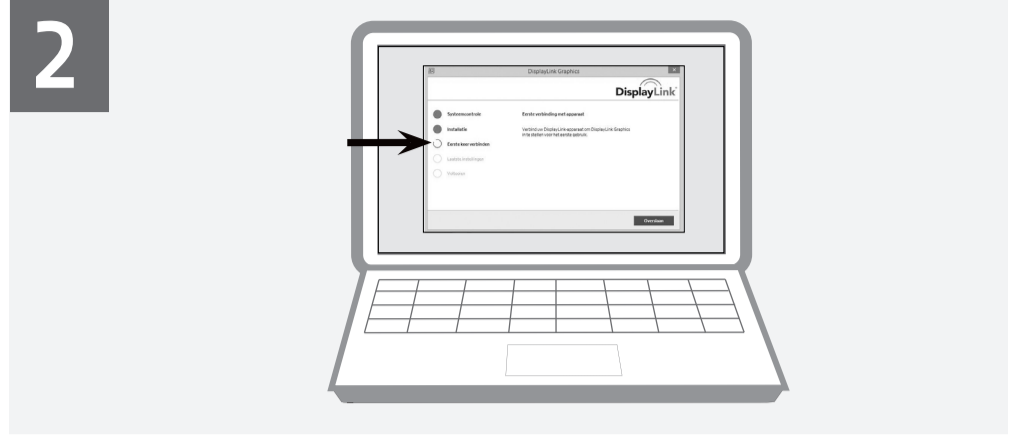 2
DisplayLink Graphics
DisplayLink
Systeemcontrole
Installatie
Eerste keer verbinden
Laatste instellingen
Voltooien
Eerste verbinding met apparaat
Verbind uw DisplayLink-apparaat om DisplayLink Graphics
in te stellen voor het eerste gebruik.
Overslaan